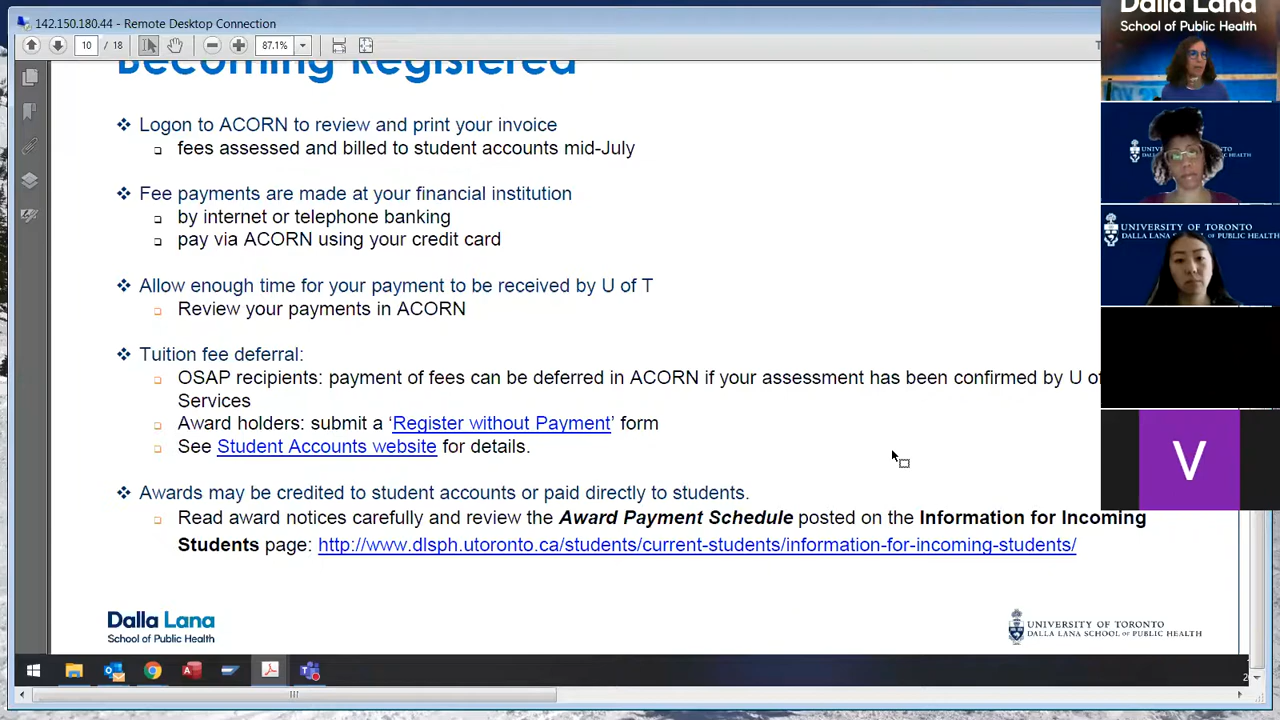 142.150.180.44 - Remote Desktop Connection
Dalla Lana
School of Public Health
10 / 18
87.1%
Becoming Registered
Logon to ACORN to review and print your invoice
fees assessed and billed to student accounts mid-July
Fee payments are made at your financial institution
by internet or telephone banking
pay via ACORN using your credit card
Allow enough time for your payment to be received by U of T
Review your payments in ACORN
Tuition fee deferral:
OSAP recipients: payment of fees can be deferred in ACORN if your assessment has been confirmed by U of
Services
Award holders: submit a ‘Register without Payment’ form
See Student Accounts website for details.
Awards may be credited to student accounts or paid directly to students.
Read award notices carefully and review the Award Payment Schedule posted on the Information for Incoming
Students page: http://www.dlsph.utoronto.ca/students/current-students/information-for-incoming-students/
Dalla Lana
School of Public Health
UNIVERSITY OF TORONTO
DALLA LANA SCHOOL OF PUBLIC HEALTH
UNIVERSITY OF TORONTO
DALLA LANA SCHOOL OF PUBLIC HEALTH
V